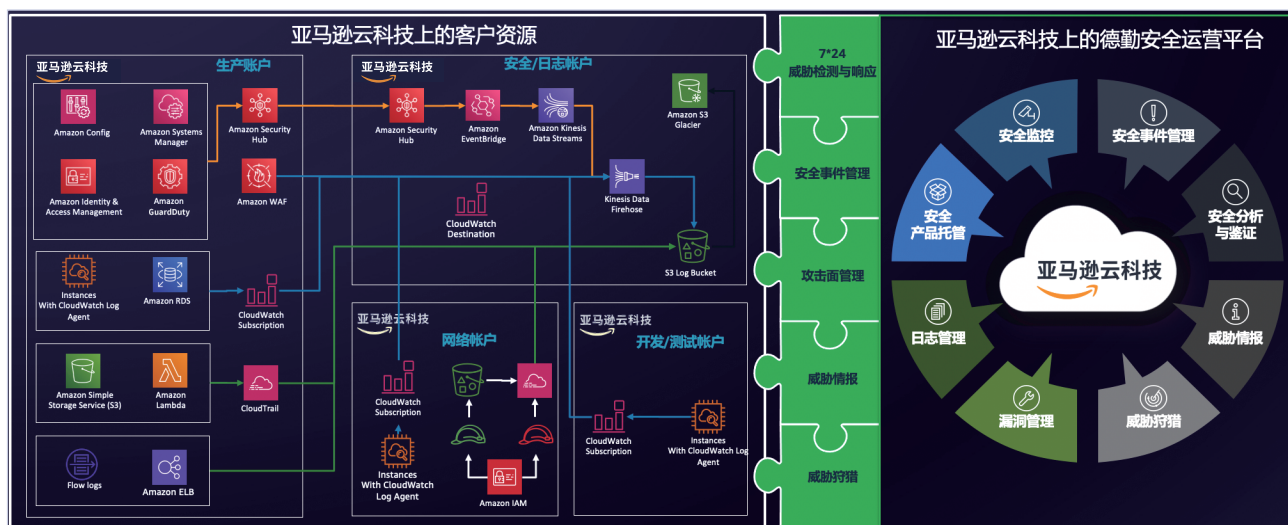 亚马逊云科技上的客户资源
亚马逊云科技
生产账户
Amazon Config
Amazon Systems
Manager
Amazon Security
Hub
Amazon Identity &
Access Management
Amazon
GuardDuty
Amazon WAF
Instances
With CloudWatch Log
Agent
Amazon RDS
CloudWatch
Subscription
Amazon Simple
Storage Service (S3)
Amazon
Lambda
CloudTrail
Flow logs
Amazon ELB
亚马逊云科技
安全/日志帐户
Amazon Security
Hub
Amazon
EventBridge
Amazon Kinesis
Data Streams
Amazon S3
Glacier
Kinesis Data
Firehose
CloudWatch
Destination
S3 Log Bucket
亚马逊云科技
网络帐户
CloudWatch
Subscription
Instances
With CloudWatch
Log Agent
Amazon IAM
亚马逊云科技
开发/测试帐户
CloudWatch
Subscription
Instances
With CloudWatch Log
Agent
7*24
威胁检测与响应
安全事件管理
攻击面管理
威胁情报
威胁狩猎
亚马逊云科技上的德勤安全运营平台
安全监控
安全事件管理
安全
产品托管
安全分析
与鉴证
亚马逊云科技
日志管理
威胁情报
漏洞管理
威胁狩猎